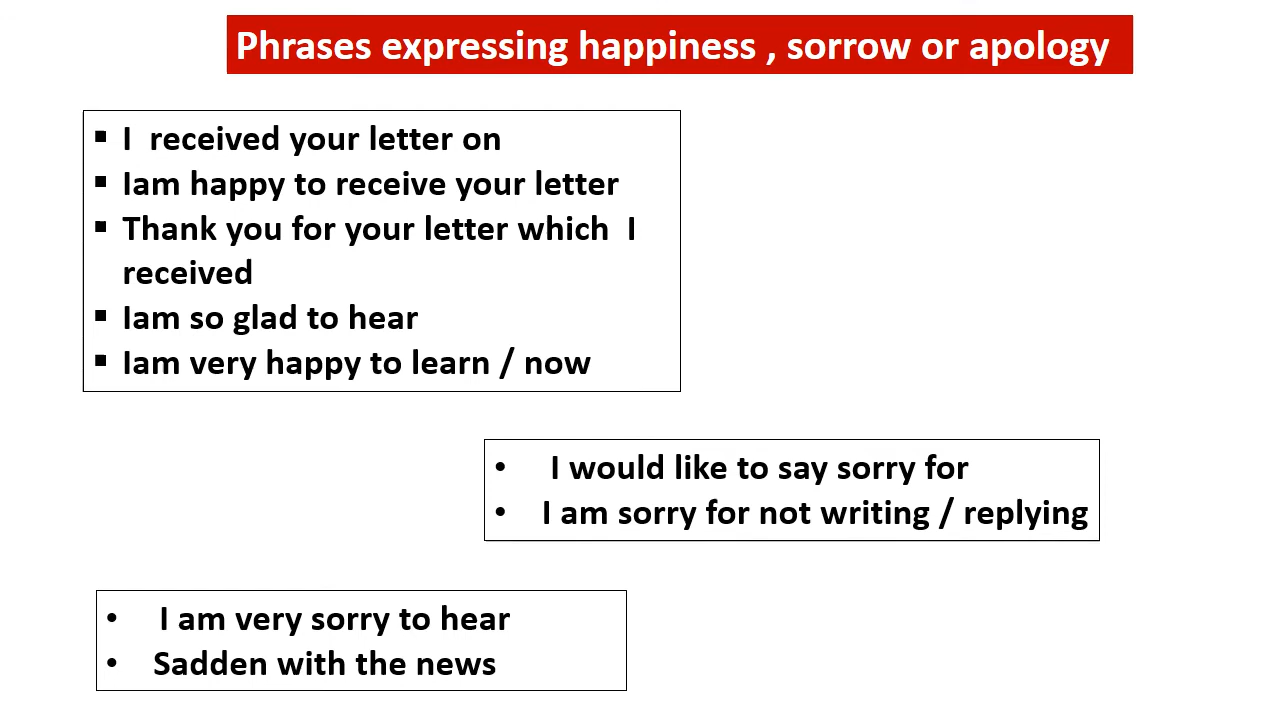 Phrases expressing happiness , sorrow or apology
▪ I received your letter on
▪ Iam happy to receive your letter
▪ Thank you for your letter which I
received
▪ Iam so glad to hear
▪ Iam very happy to learn / now
• I would like to say sorry for
• I am sorry for not writing / replying
• I am very sorry to hear
• Sadden with the news